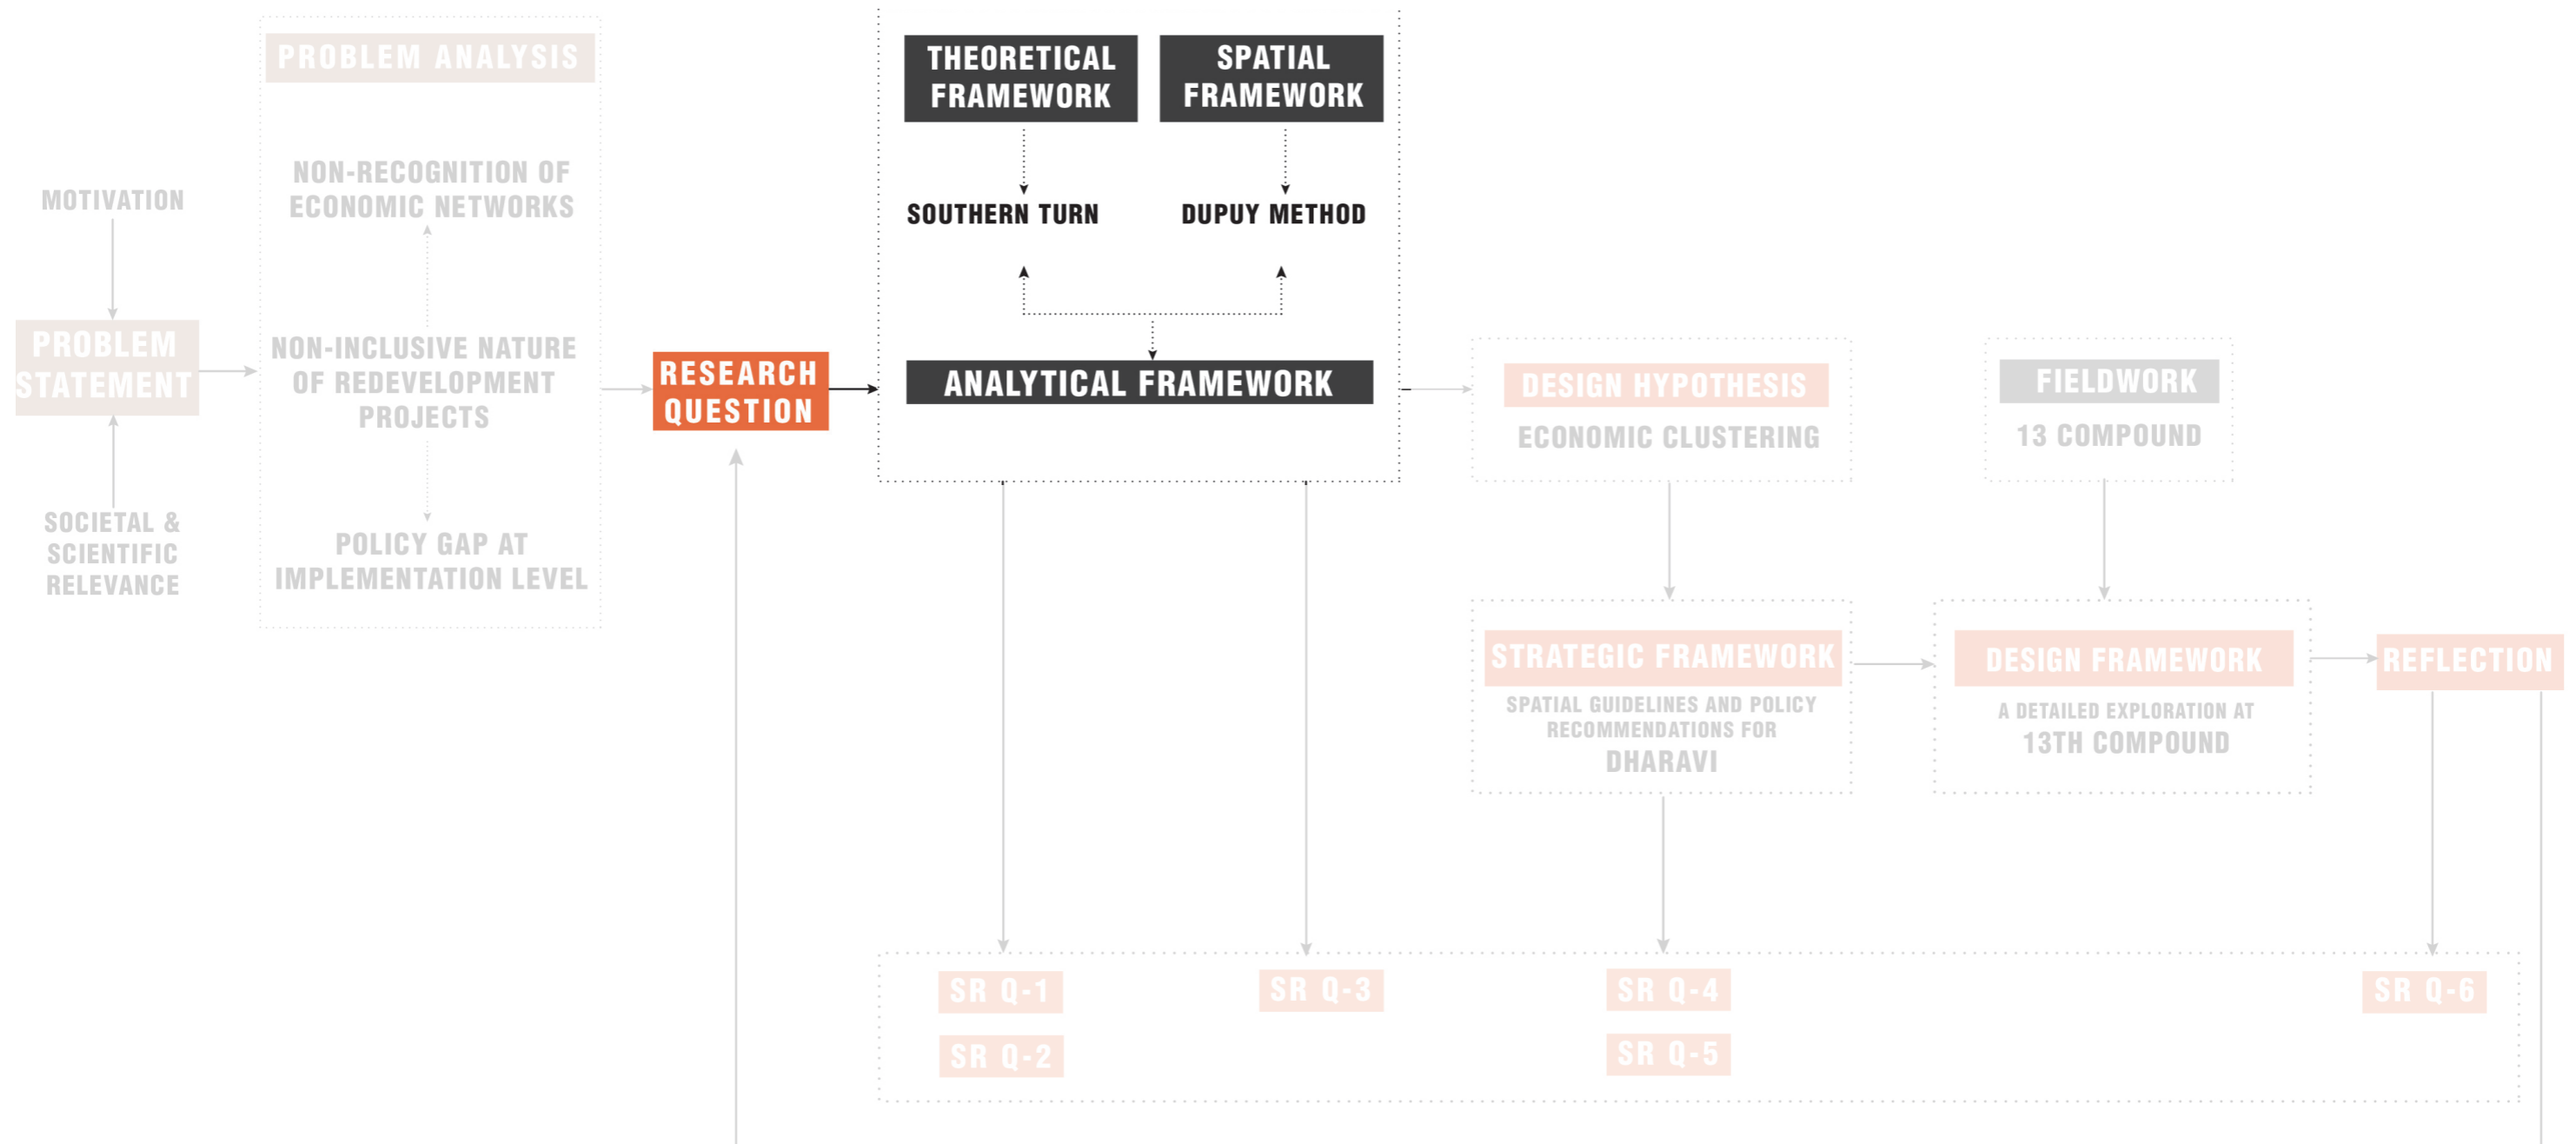 PROBLEM ANALYSIS
NON-RECOGNITION OF
ECONOMIC NETWORKS
NON-INCLUSIVE NATURE
OF REDEVELOPMENT
PROJECTS
POLICY GAP AT
IMPLEMENTATION LEVEL
MOTIVATION
PROBLEM
STATEMENT
SOCIETAL &
SCIENTIFIC
RELEVANCE
RESEARCH
QUESTION
THEORETICAL
FRAMEWORK
SPATIAL
FRAMEWORK
SOUTHERN TURN
DUPUY METHOD
ANALYTICAL FRAMEWORK
DESIGN HYPOTHESIS
ECONOMIC CLUSTERING
FIELDWORK
13 COMPOUND
STRATEGIC FRAMEWORK
SPATIAL GUIDELINES AND POLICY
RECOMMENDATIONS FOR
DHARAVI
DESIGN FRAMEWORK
A DETAILED EXPLORATION AT
13TH COMPOUND
REFLECTION
SR Q-1
SR Q-2
SR Q-3
SR Q-4
SR Q-5
SR Q-6